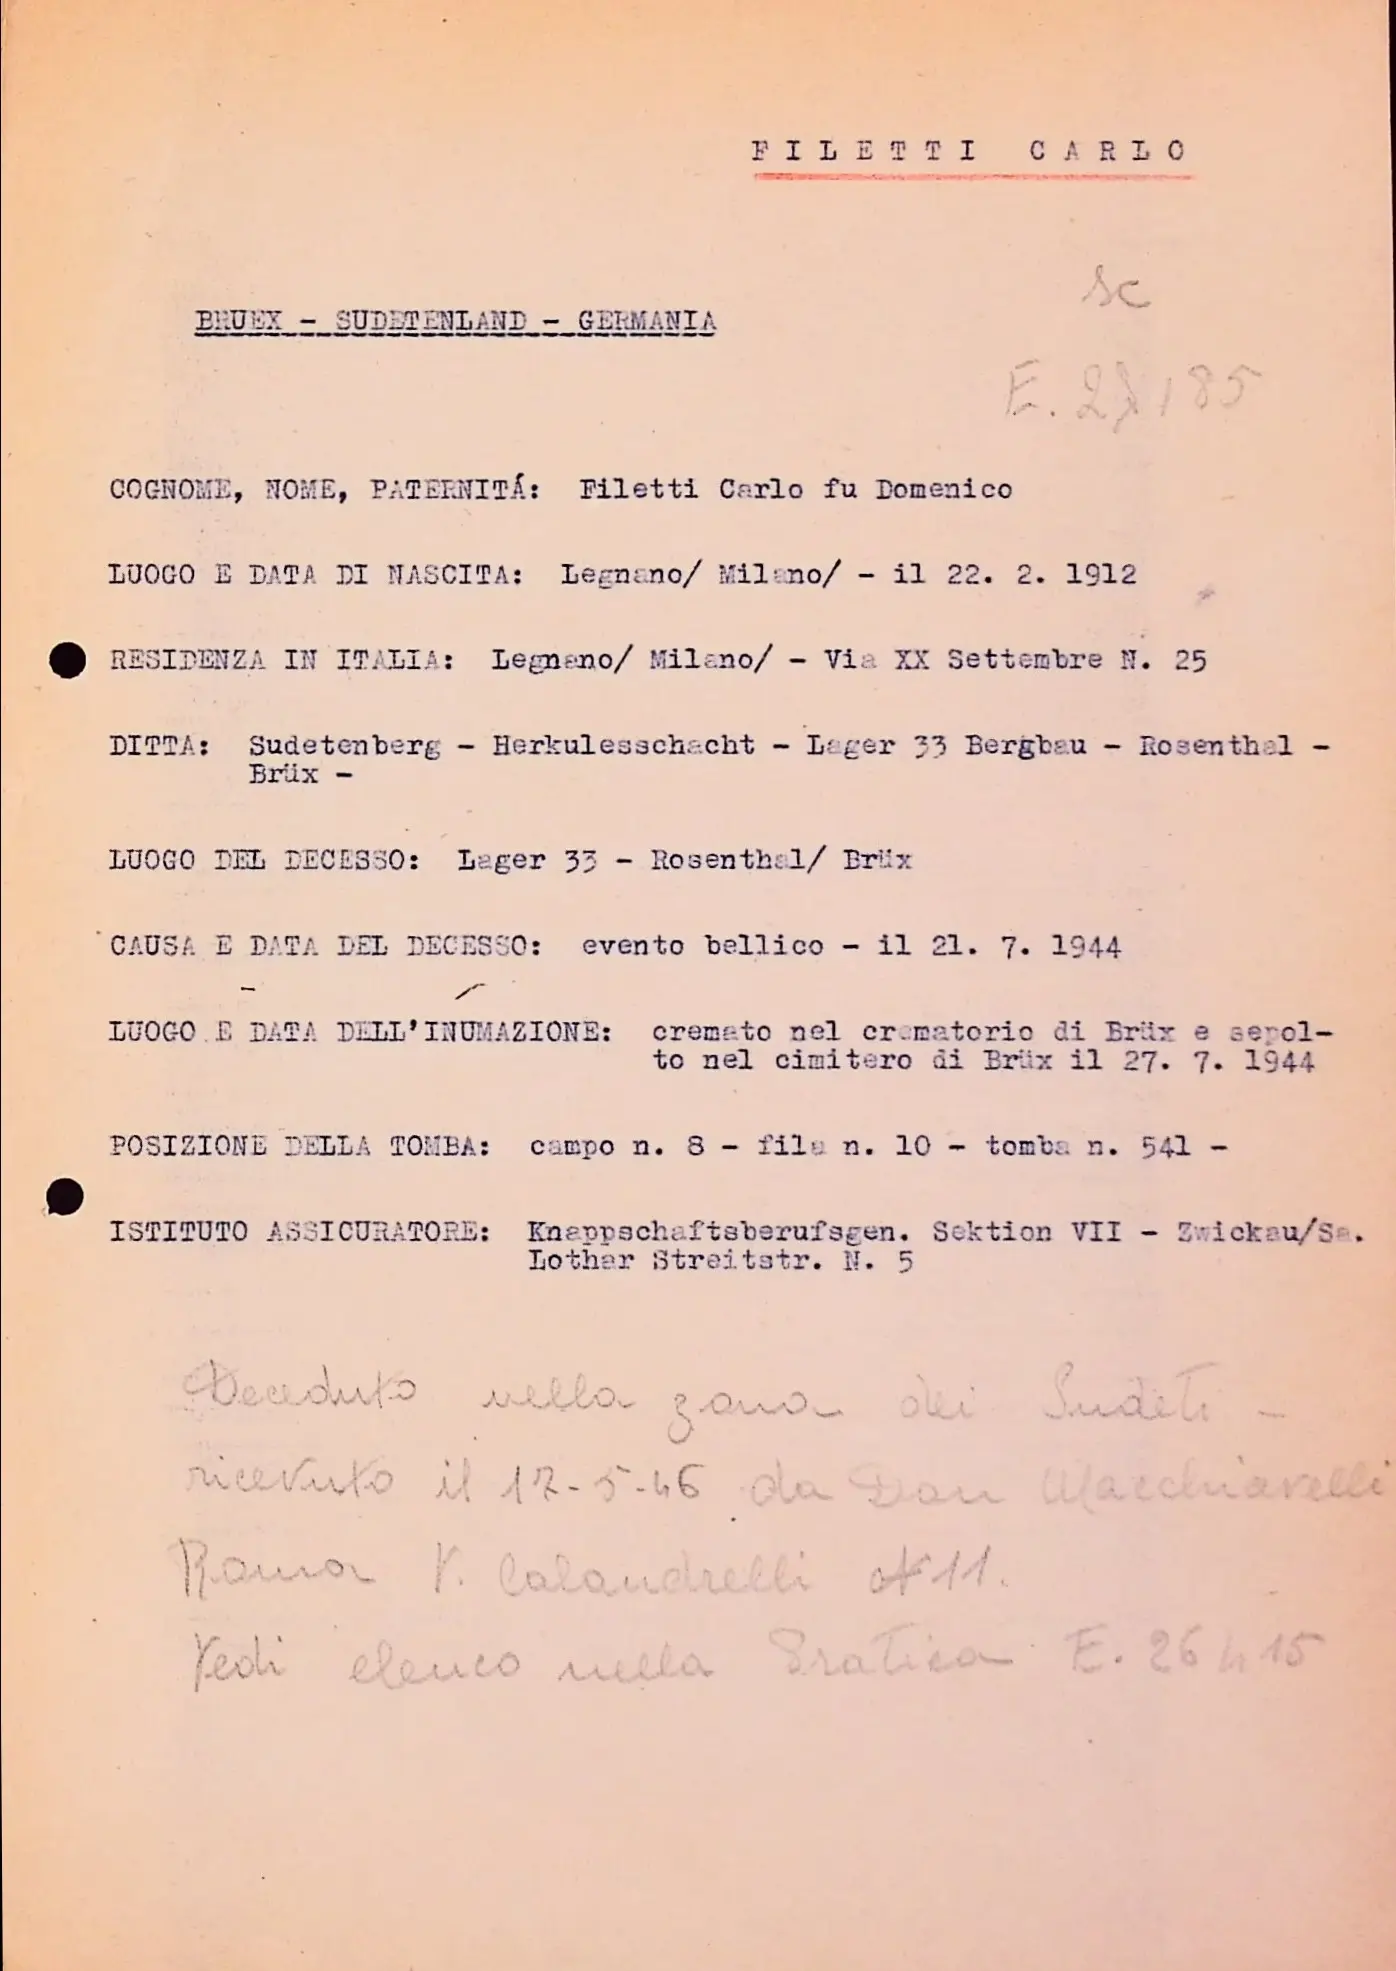 FILETTI CARLO
sc
BRUEX - SUDETENLAND - GERMANIA
E. 185
COGNOME, NOME, PATERNITÁ: Filetti Carlo fu Domenico
LUOGO E DATA DI NASCITA: Legnano/ Milano/ - il 22. 2. 1912
RESIDENZA IN ITALIA: Legnano/ Milano/ - Via XX Settembre N. 25
DITTA: Sudetenberg - Herkulesschacht - Lager 33 Bergbau - Rosenthal -
Brüx -
LUOGO DEL DECESSO: Lager 33 - Rosenthal/ Brüx
CAUSA E DATA DEL DECESSO: evento bellico - il 21. 7. 1944
LUOGO E DATA DELL'INUMAZIONE: cremato nel crematorio di Brüx e sepol-
to nel cimitero di Brüx il 27. 7. 1944
POSIZIONE DELLA TOMBA: campo n. 8 - fila n. 10 - tomba n. 541 -
ISTITUTO ASSICURATORE: Knappschaftsberufsgen. Sektion VII - Zwickau/Sa.
Lothar Streitstr. N. 5
Deceduto nella zona dei Sudeti -
ricevuto il 17-5-46 da Don Macchiavelli
Roma V. Calandrelli N 11.
Vedi elenco nella Pratica E. 26